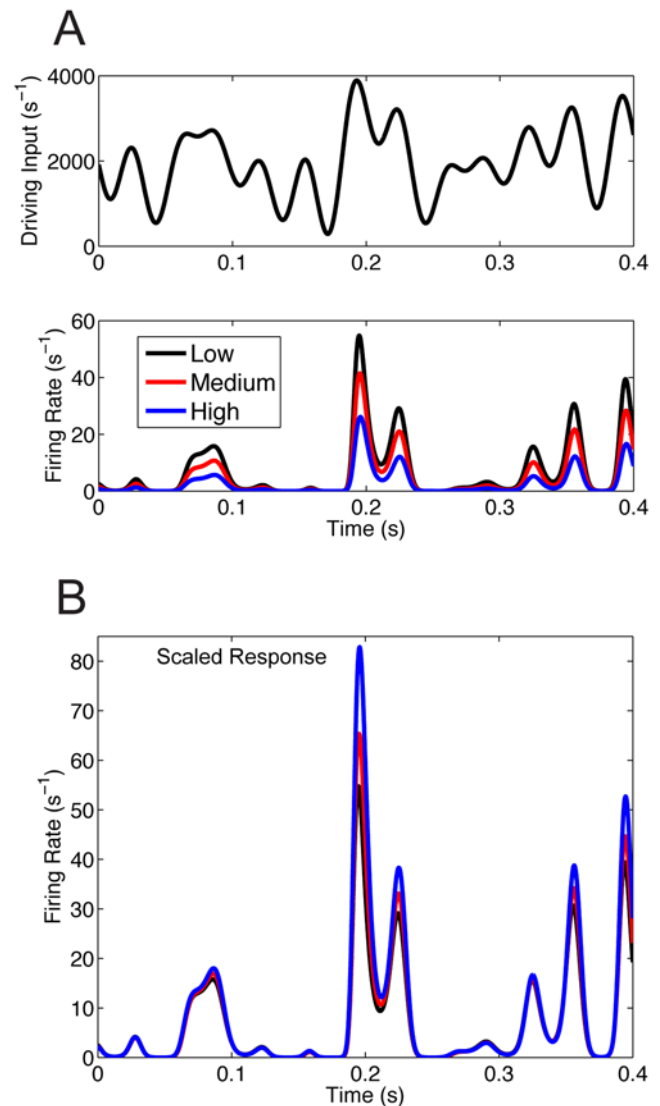 A
Driving Input (s⁻¹)
4000
2000
0
0 0.1 0.2 0.3 0.4
Firing Rate (s⁻¹)
60
40
20
0
Low
Medium
High
0 0.1 0.2 0.3 0.4
Time (s)
B
Scaled Response
Firing Rate (s⁻¹)
80
70
60
50
40
30
20
10
0
0 0.1 0.2 0.3 0.4
Time (s)